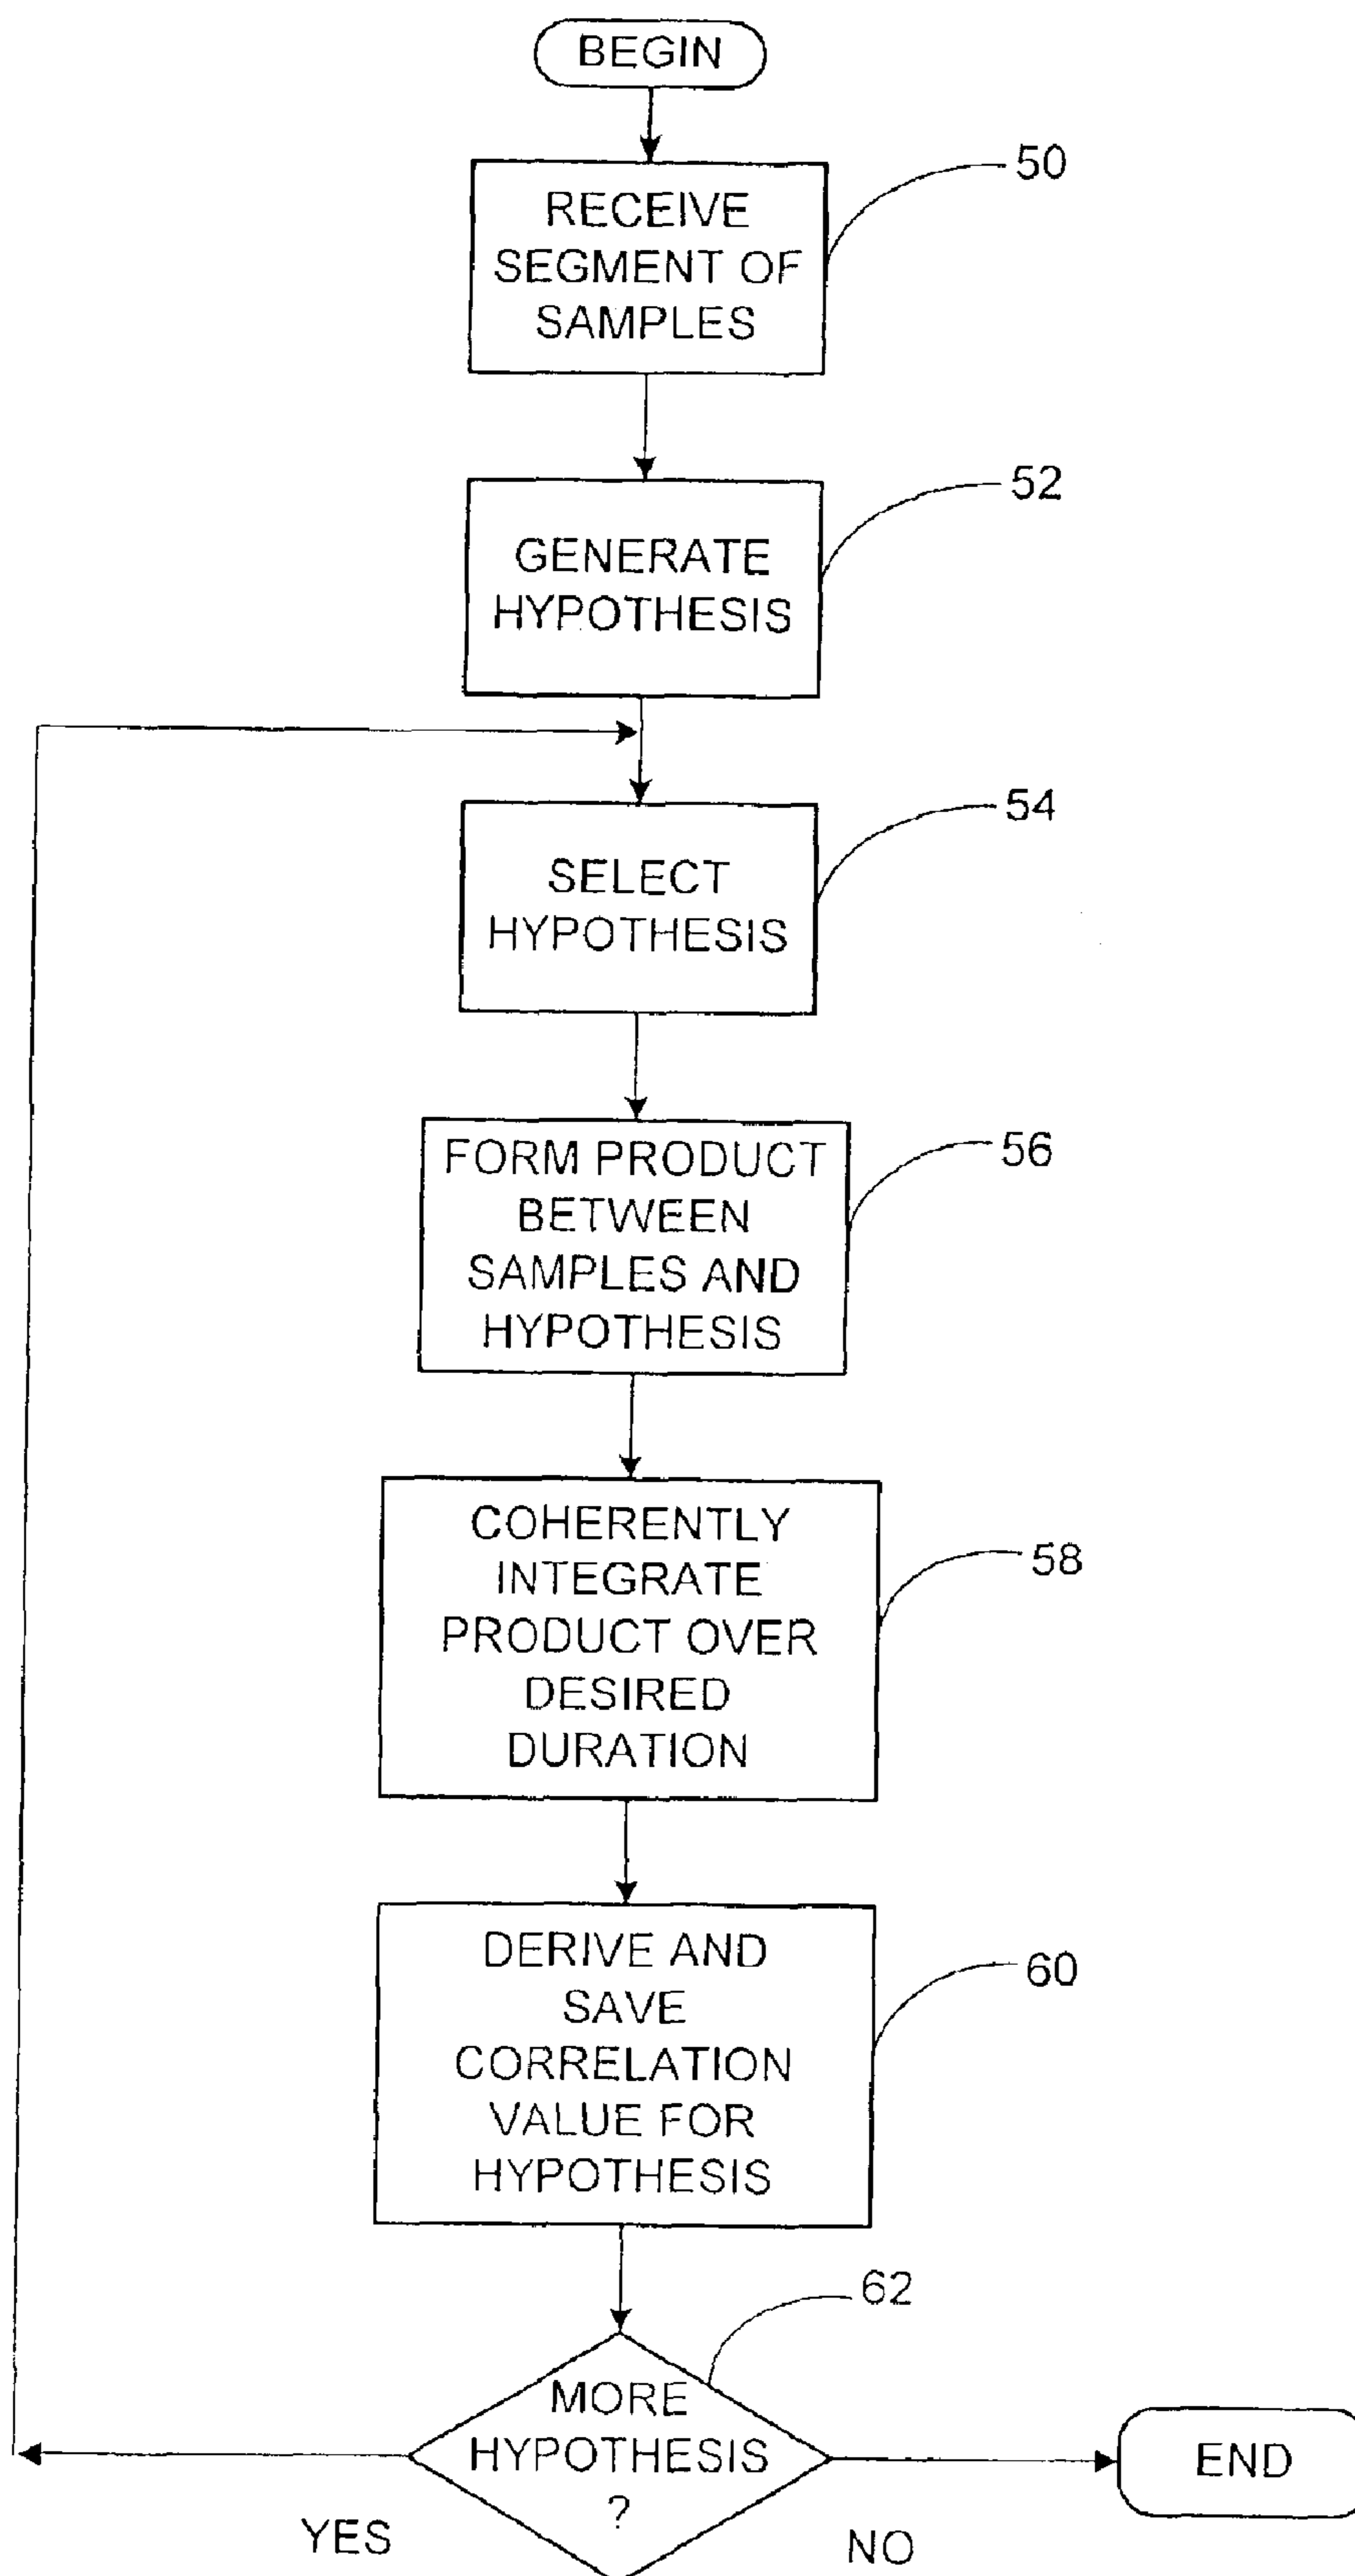 BEGIN
50
RECEIVE
SEGMENT OF
SAMPLES
52
GENERATE
HYPOTHESIS
54
SELECT
HYPOTHESIS
56
FORM PRODUCT
BETWEEN
SAMPLES AND
HYPOTHESIS
58
COHERENTLY
INTEGRATE
PRODUCT OVER
DESIRED
DURATION
60
DERIVE AND
SAVE
CORRELATION
VALUE FOR
HYPOTHESIS
62
MORE
HYPOTHESIS
?
END
YES
NO